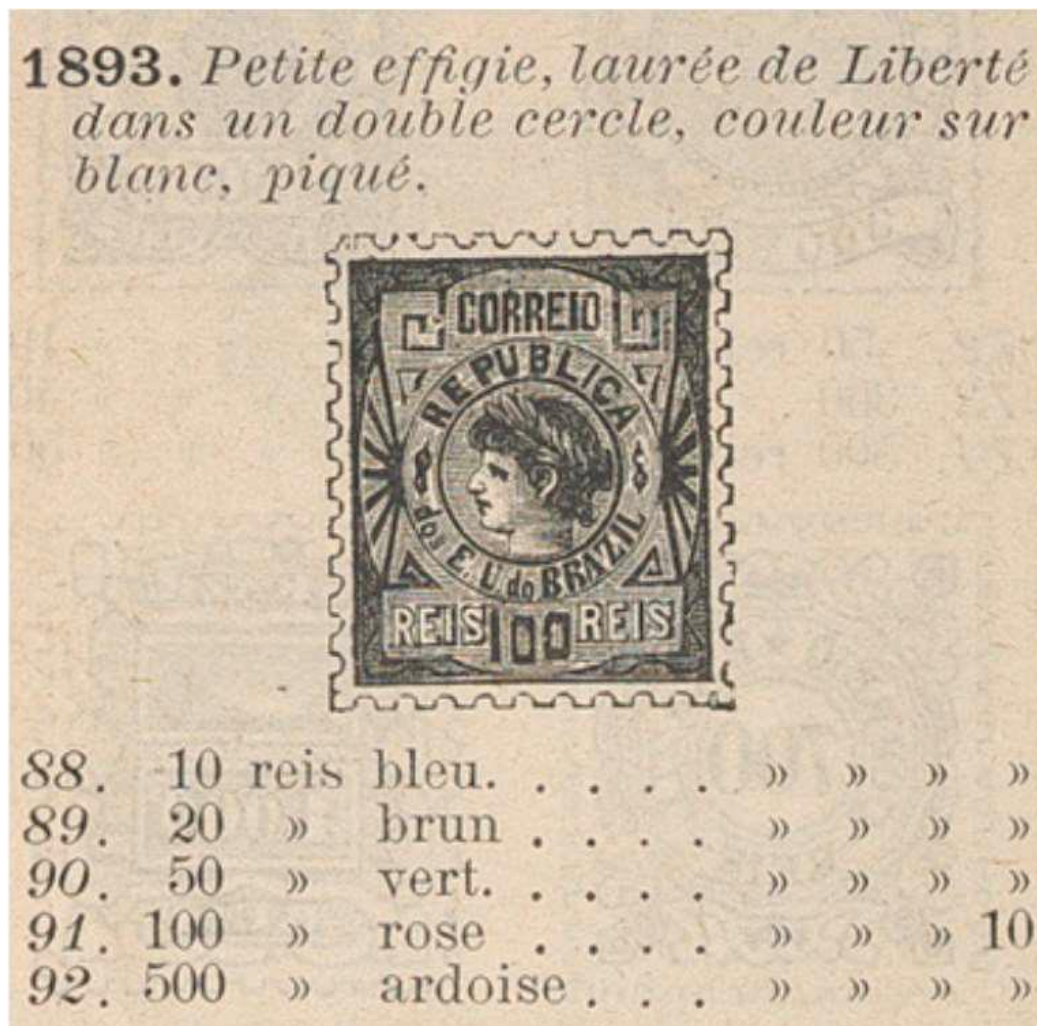 1893. Petite effigie, laurée de Liberté
dans un double cercle, couleur sur
blanc, piqué.
CORREIO
REPUBLICA
dos E. U. do BRAZIL
REIS 100 REIS
88. 10 reis bleu. . . . . » » » »
89. 20 » brun . . . . » » » »
90. 50 » vert. . . . . » » » »
91. 100 » rose . . . . » » » 10
92. 500 » ardoise . . . » » » »